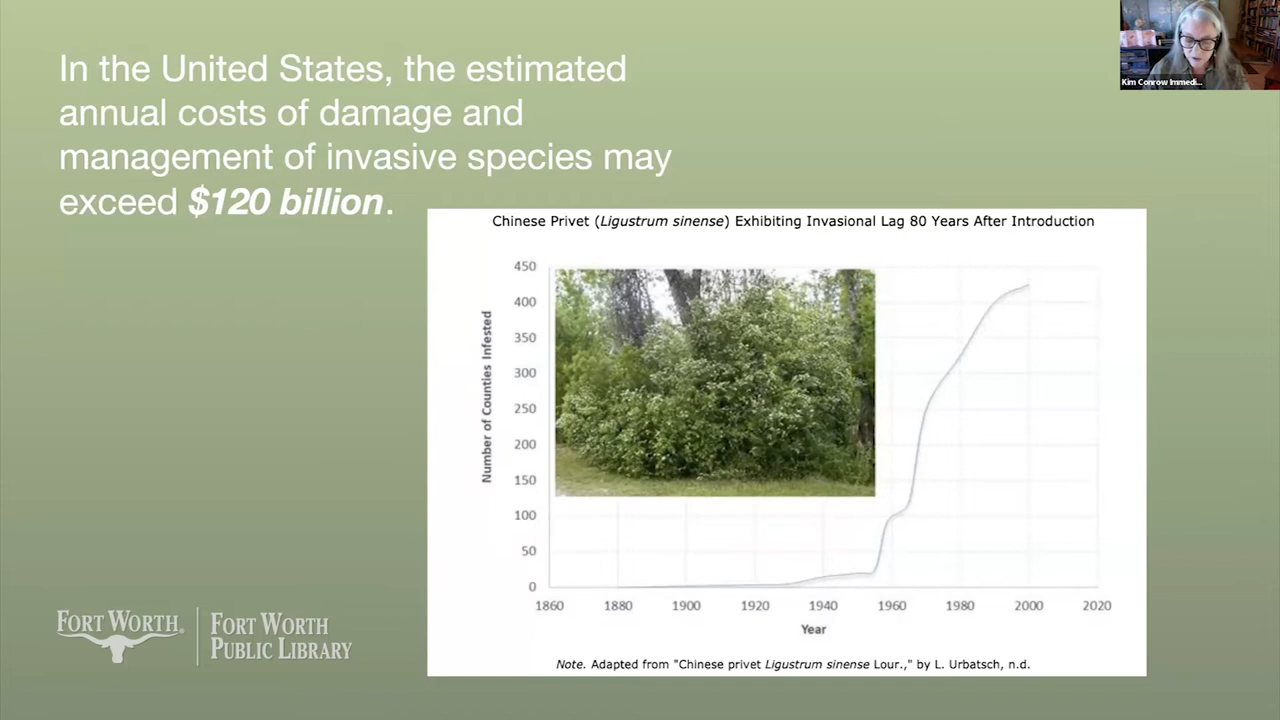 In the United States, the estimated
annual costs of damage and
management of invasive species may
exceed $120 billion.
Kim Conrow Immedi...
Chinese Privet (Ligustrum sinense) Exhibiting Invasional Lag 80 Years After Introduction
Number of Counties Infested
450
400
350
300
250
200
150
100
50
0
1860 1880 1900 1920 1940 1960 1980 2000 2020
Year
Note. Adapted from "Chinese privet Ligustrum sinense Lour.," by L. Urbatsch, n.d.
FORT WORTH®
FORT WORTH
PUBLIC LIBRARY